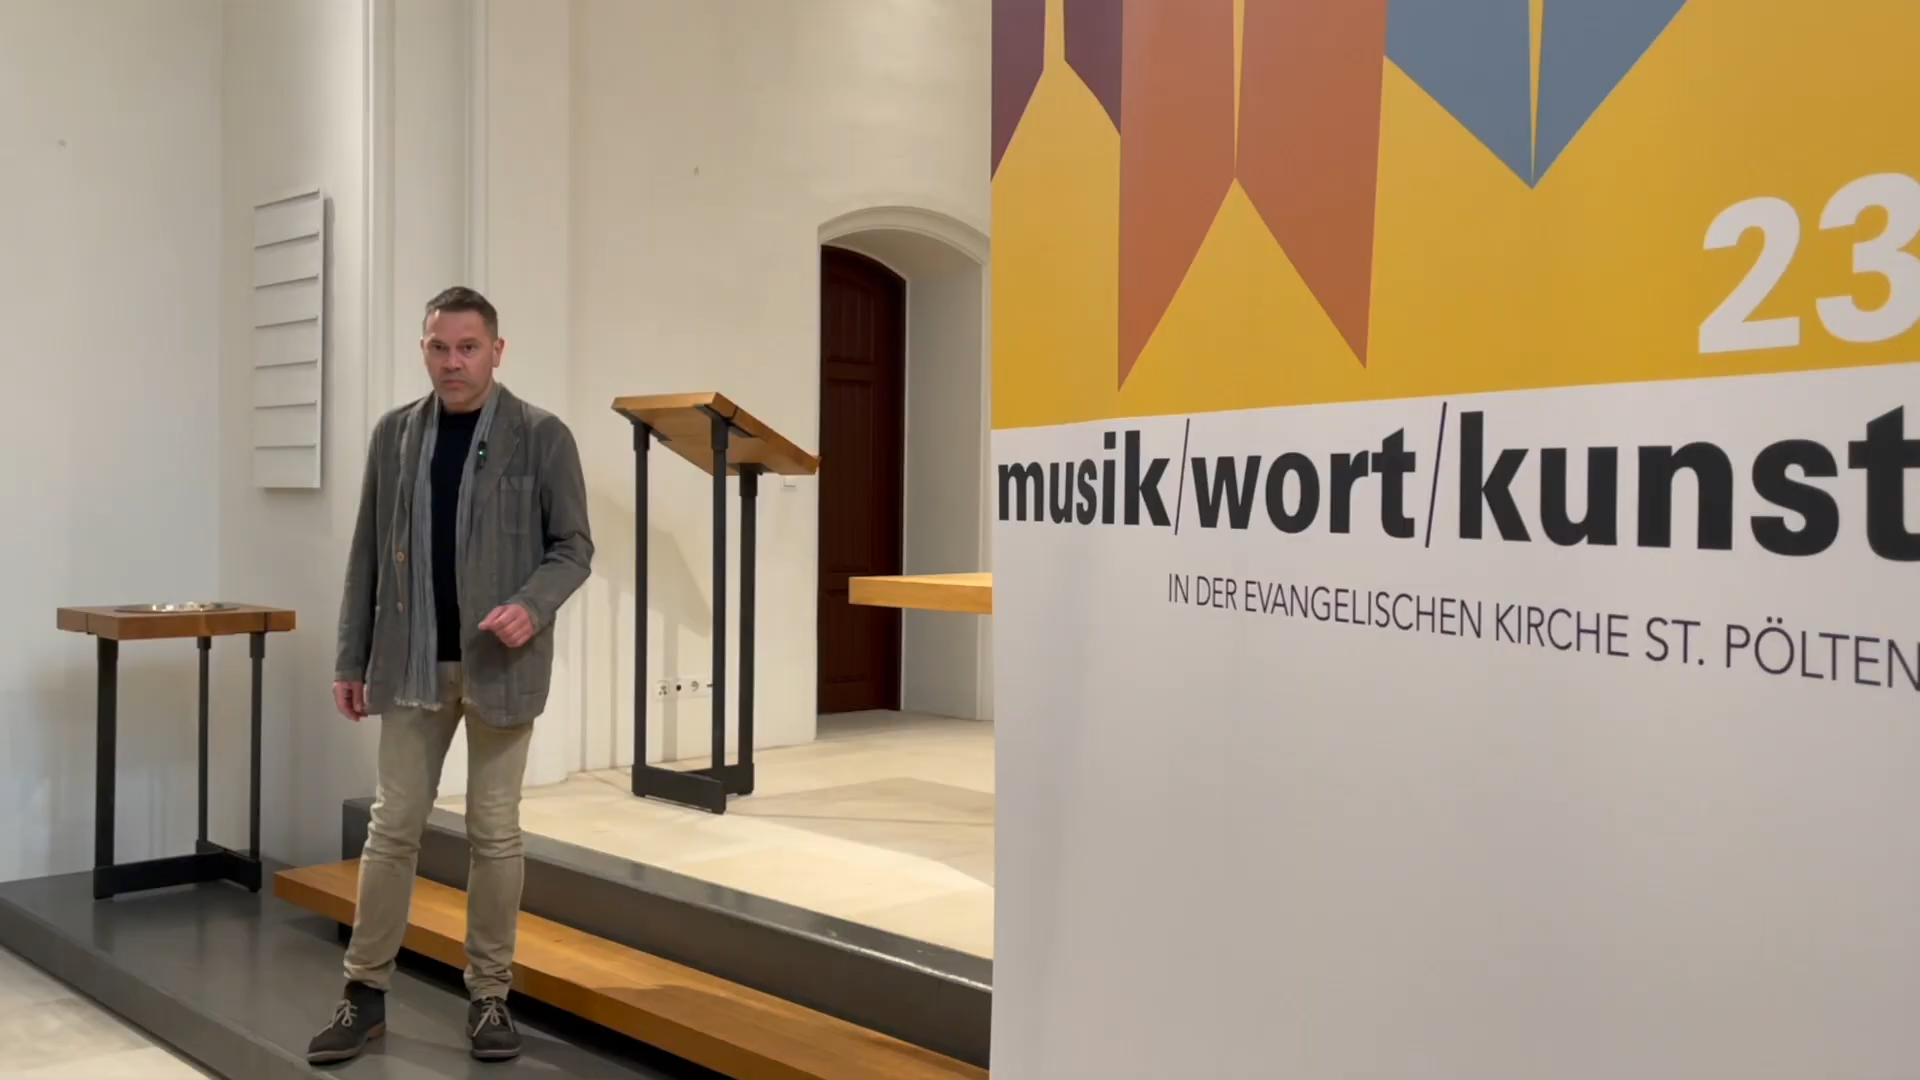 23
musik/wort/kunst
IN DER EVANGELISCHEN KIRCHE ST. PÖLTEN